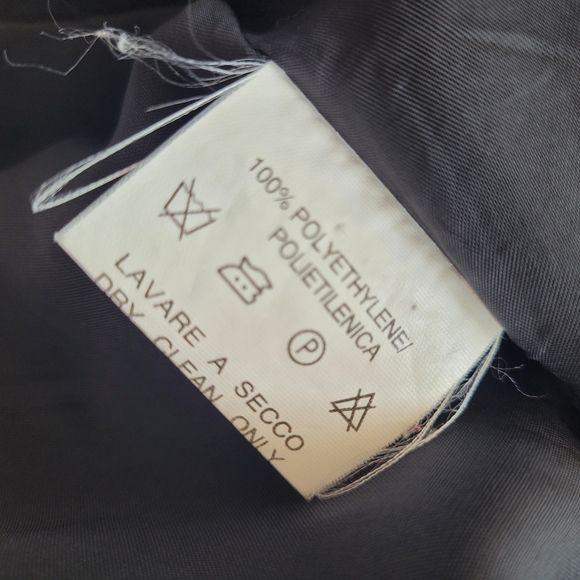 100% POLYETHYLENE/
POLIETILENICA
P
LAVARE A SECCO
DRY CLEAN ONLY